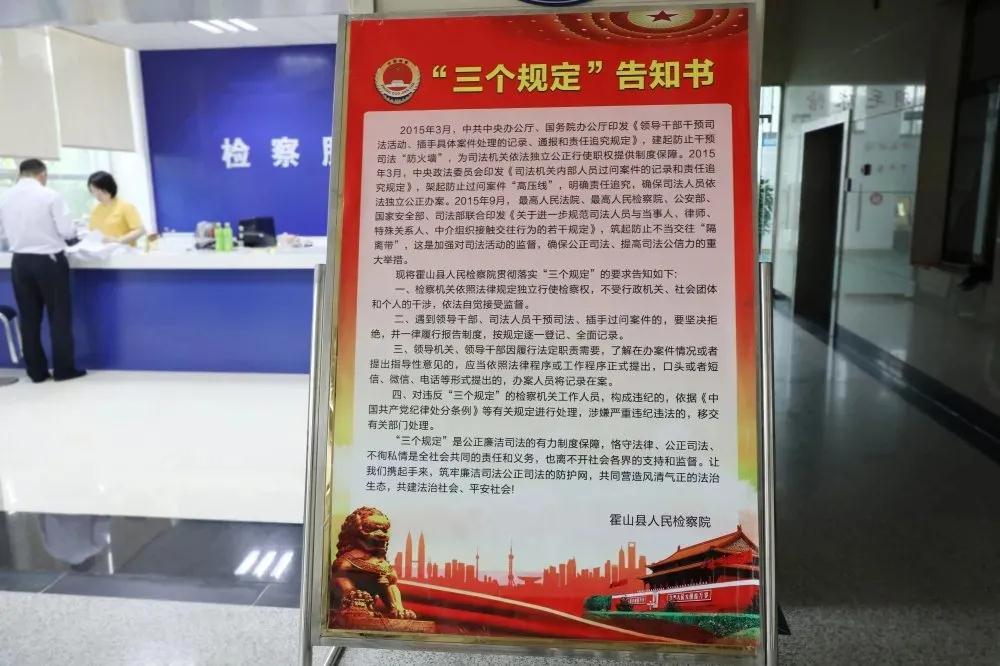 “三个规定”告知书
2015年3月，中共中央办公厅、国务院办公厅印发《领导干部干预司
法活动、插手具体案件处理的记录、通报和责任追究规定》，建起防止干预
司法“防火墙”，为司法机关依法独立公正行使职权提供制度保障。2015
年3月，中央政法委员会印发《司法机关内部人员过问案件的记录和责任追
究规定》，架起防止过问案件“高压线”，明确责任追究，确保司法人员依
法独立公正办案。2015年9月， 最高人民法院、最高人民检察院、公安部、
国家安全部、司法部联合印发《关于进一步规范司法人员与当事人、律师、
特殊关系人、中介组织接触交往行为的若干规定》，筑起防止不当交往“隔
离带”，这是加强对司法活动的监督，确保公正司法、提高司法公信力的重
大举措。
现将霍山县人民检察院贯彻落实“三个规定”的要求告知如下：
一、检察机关依照法律规定独立行使检察权，不受行政机关、社会团体
和个人的干涉，依法自觉接受监督。
二、遇到领导干部、司法人员干预司法、插手过问案件的，要坚决拒
绝，并一律履行报告制度，按规定逐一登记、全面记录。
三、领导机关、领导干部因履行法定职责需要，了解在办案件情况或者
提出指导性意见的，应当依照法律程序或工作程序正式提出，口头或者短
信、微信、电话等形式提出的，办案人员将记录在案。
四、对违反“三个规定”的检察机关工作人员，构成违纪的，依据《中
国共产党纪律处分条例》等有关规定进行处理，涉嫌严重违纪违法的，移交
有关部门处理。
“三个规定”是公正廉洁司法的有力制度保障，恪守法律、公正司法、
不徇私情是全社会共同的责任和义务，也离不开社会各界的支持和监督。让
我们携起手来，筑牢廉洁司法公正司法的防护网，共同营造风清气正的法治
生态，共建法治社会、平安社会！
霍山县人民检察院
检察